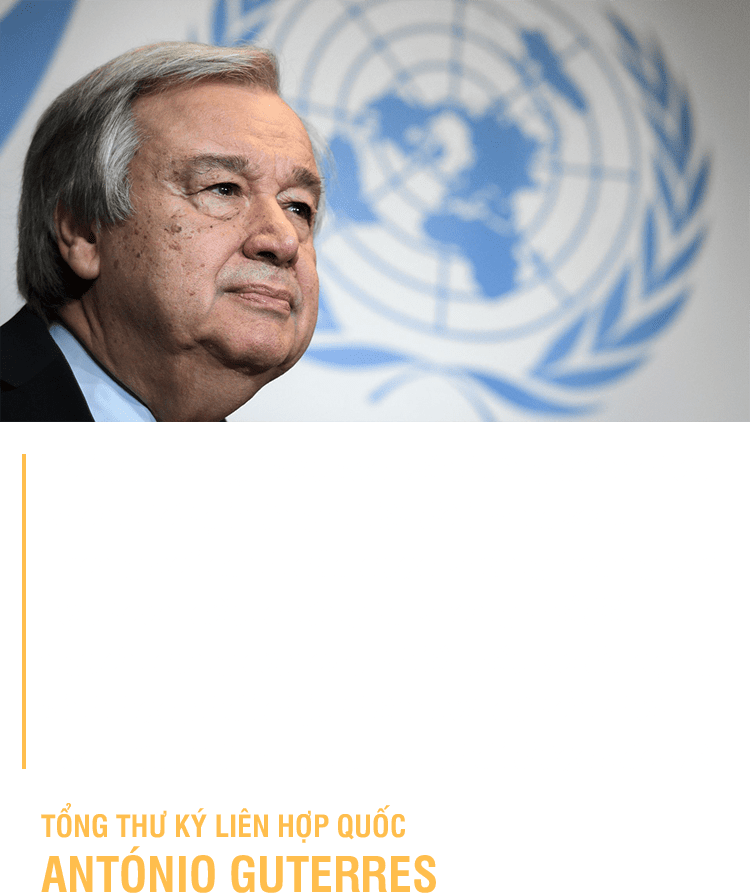 TỔNG THƯ KÝ LIÊN HỢP QUỐC
ANTÓNIO GUTERRES